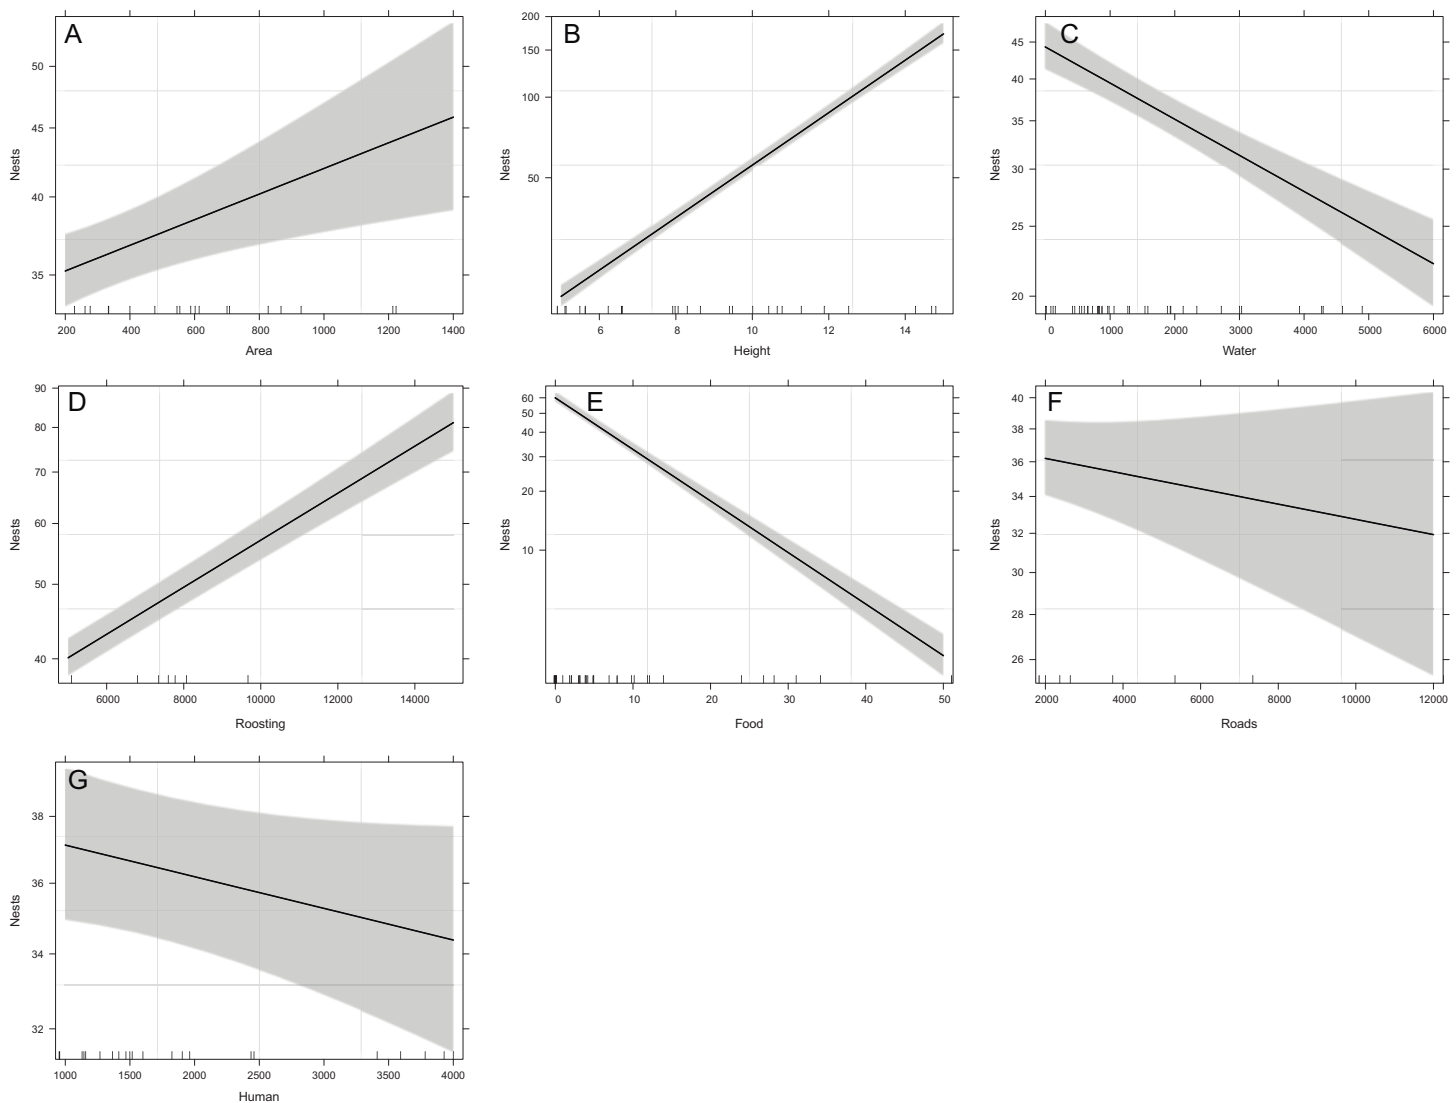 A
Nests
50
45
40
35
200 400 600 800 1000 1200 1400
Area
B
Nests
200
150
100
50
6 8 10 12 14
Height
C
Nests
45
40
35
30
25
20
0 1000 2000 3000 4000 5000 6000
Water
D
Nests
90
80
70
60
50
40
6000 8000 10000 12000 14000
Roosting
E
Nests
60
50
40
30
20
10
0 10 20 30 40 50
Food
F
Nests
40
38
36
34
32
30
28
26
2000 4000 6000 8000 10000 12000
Roads
G
Nests
38
36
34
32
1000 1500 2000 2500 3000 3500 4000
Human